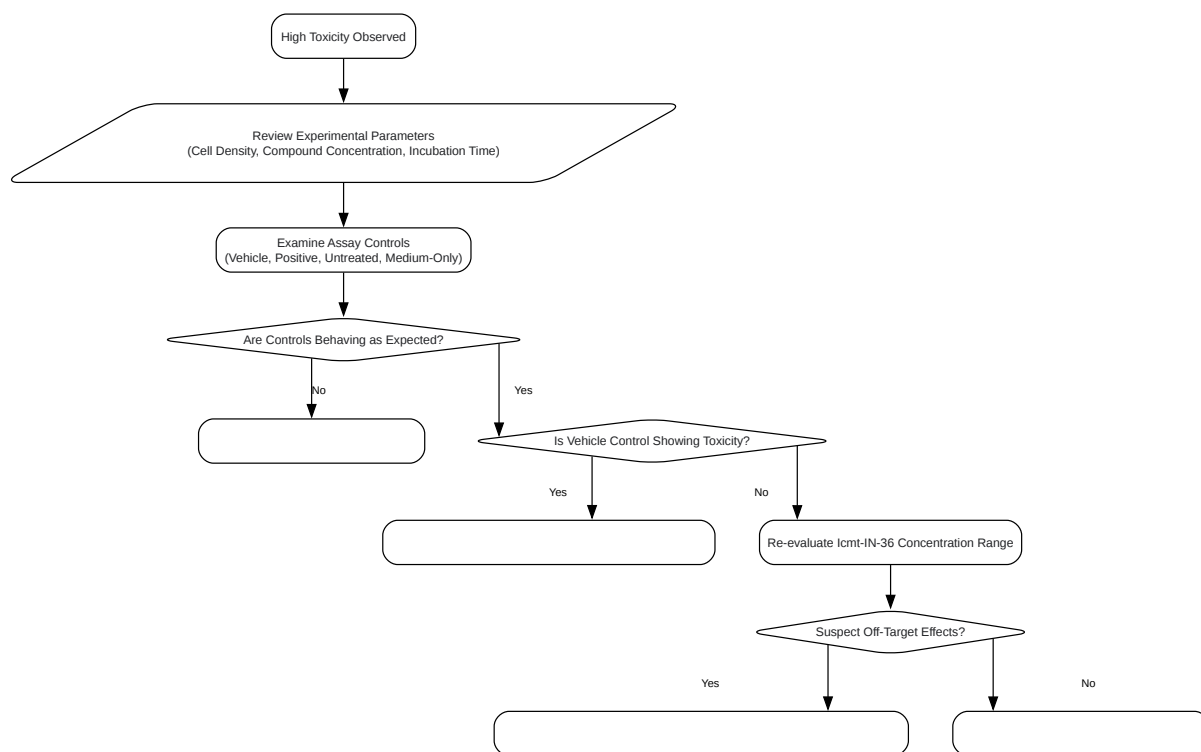 High Toxicity Observed
Review Experimental Parameters
(Cell Density, Compound Concentration, Incubation Time)
Examine Assay Controls
(Vehicle, Positive, Untreated, Medium-Only)
Are Controls Behaving as Expected?
No
Yes
Is Vehicle Control Showing Toxicity?
Yes
No
Re-evaluate Icmt-IN-36 Concentration Range
Suspect Off-Target Effects?
Yes
No